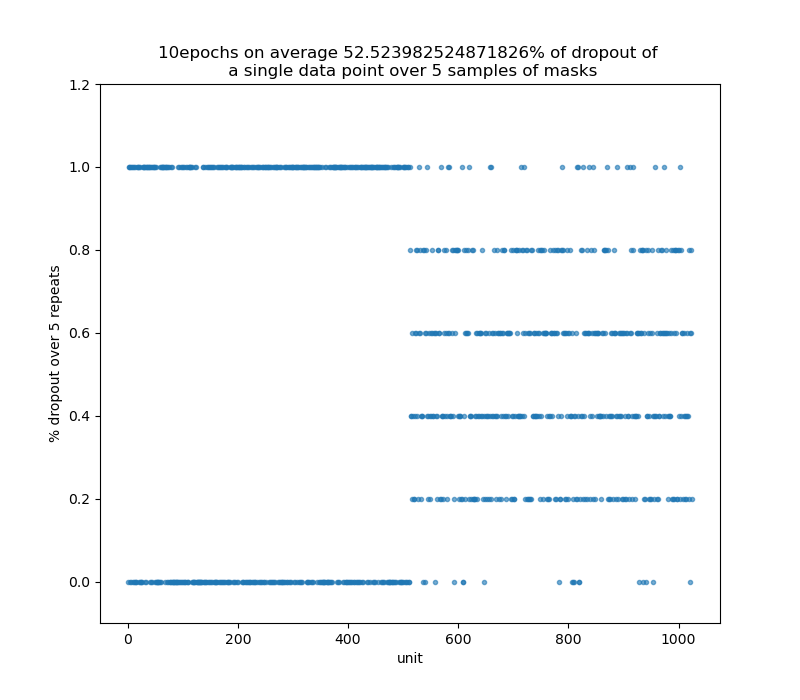 10epochs on average 52.523982524871826% of dropout of
a single data point over 5 samples of masks
1.2
1.0
0.8
0.6
0.4
0.2
0.0
% dropout over 5 repeats
0 200 400 600 800 1000
unit